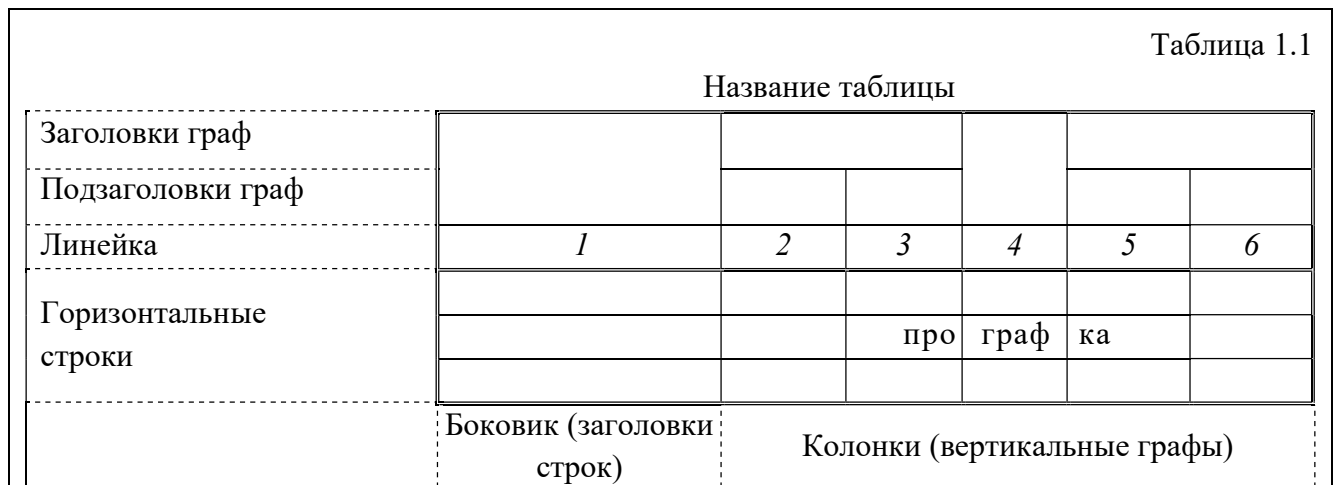 Таблица 1.1
Название таблицы
Заголовки граф
Подзаголовки граф
Линейка 1 2 3 4 5 6
Горизонтальные
строки
про граф ка
Боковик (заголовки
строк)
Колонки (вертикальные графы)